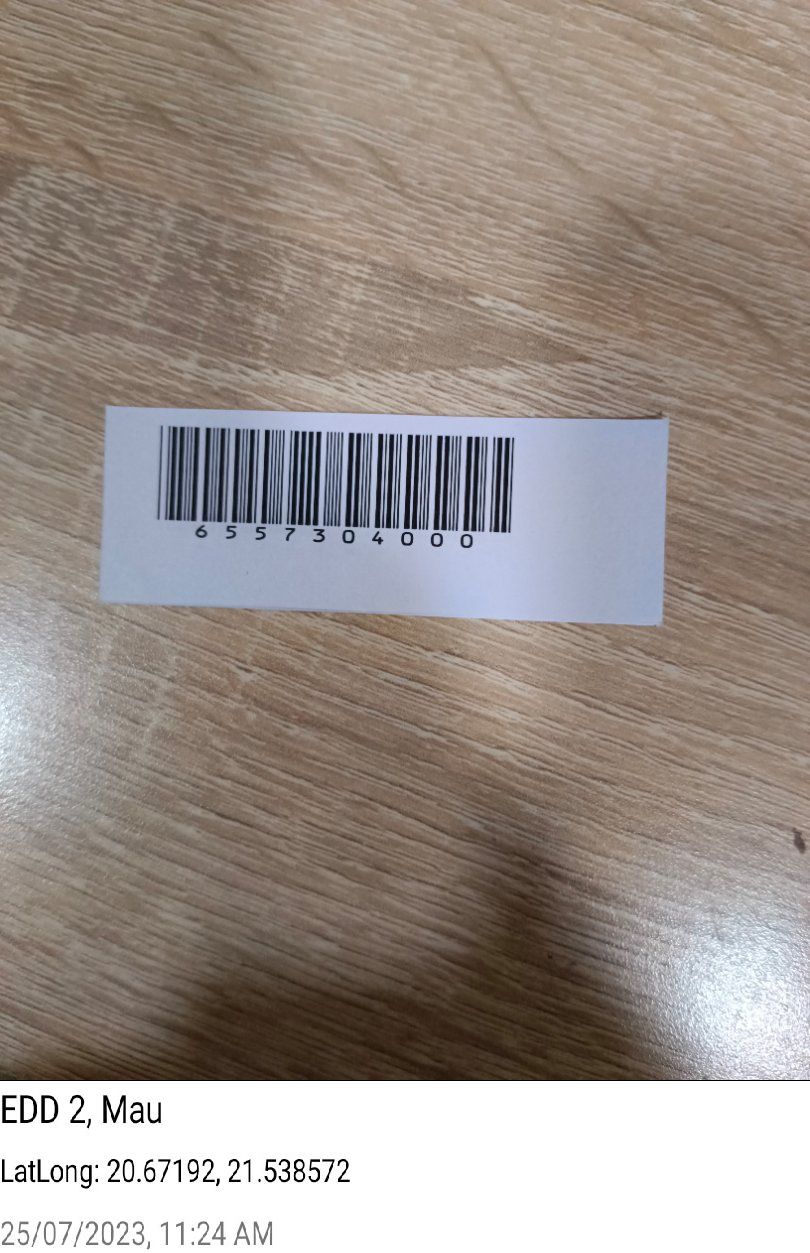 6557304000
EDD 2, Mau
LatLong: 20.67192, 21.538572
25/07/2023, 11:24 AM